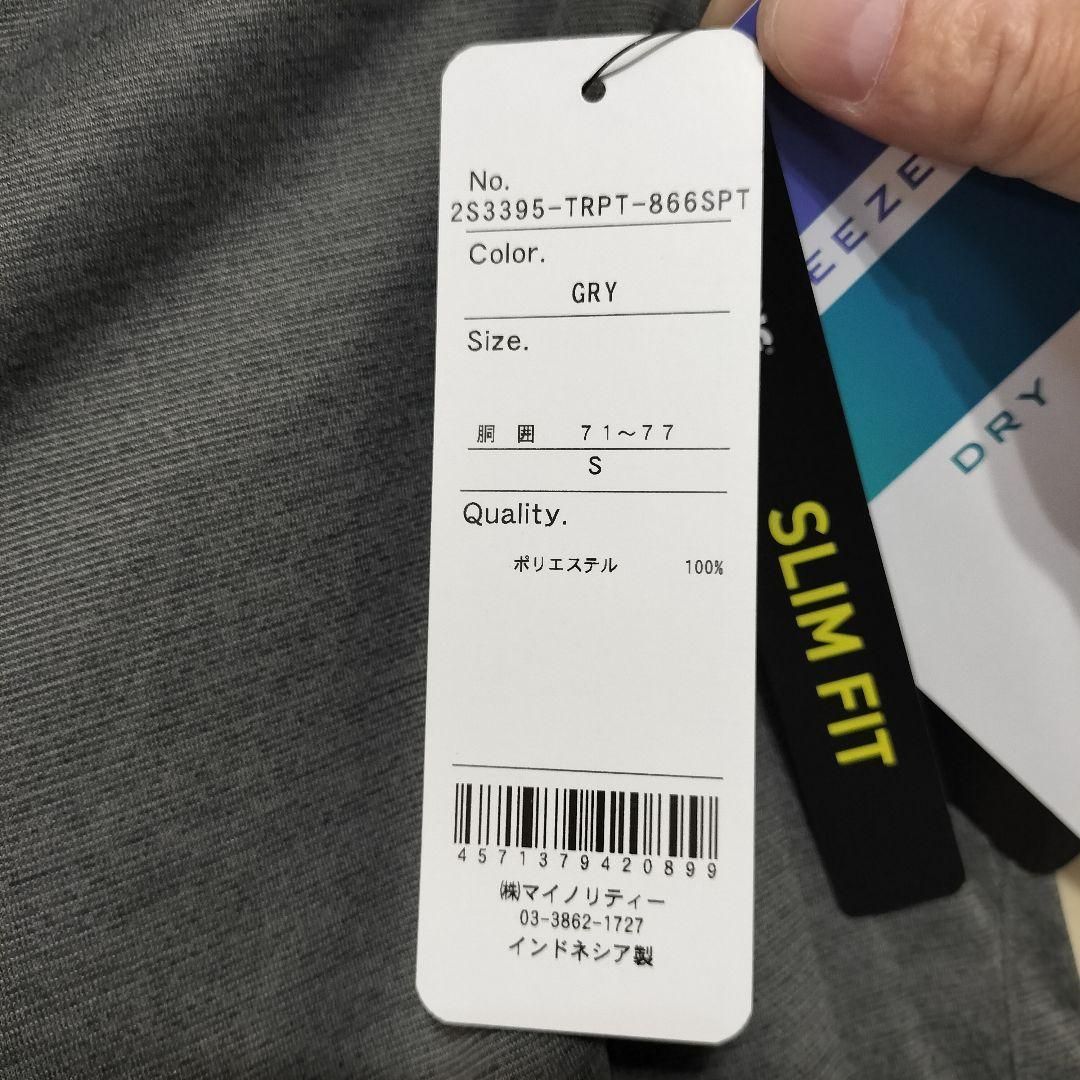 No.
2S3395-TRPT-866SPT
Color.
GRY
Size.
胴 囲 71～77
S
Quality.
ポリエステル 100%
4571379420899
㈱マイノリティー
03-3862-1727
インドネシア製
EEZE
DRY
SLIM FIT